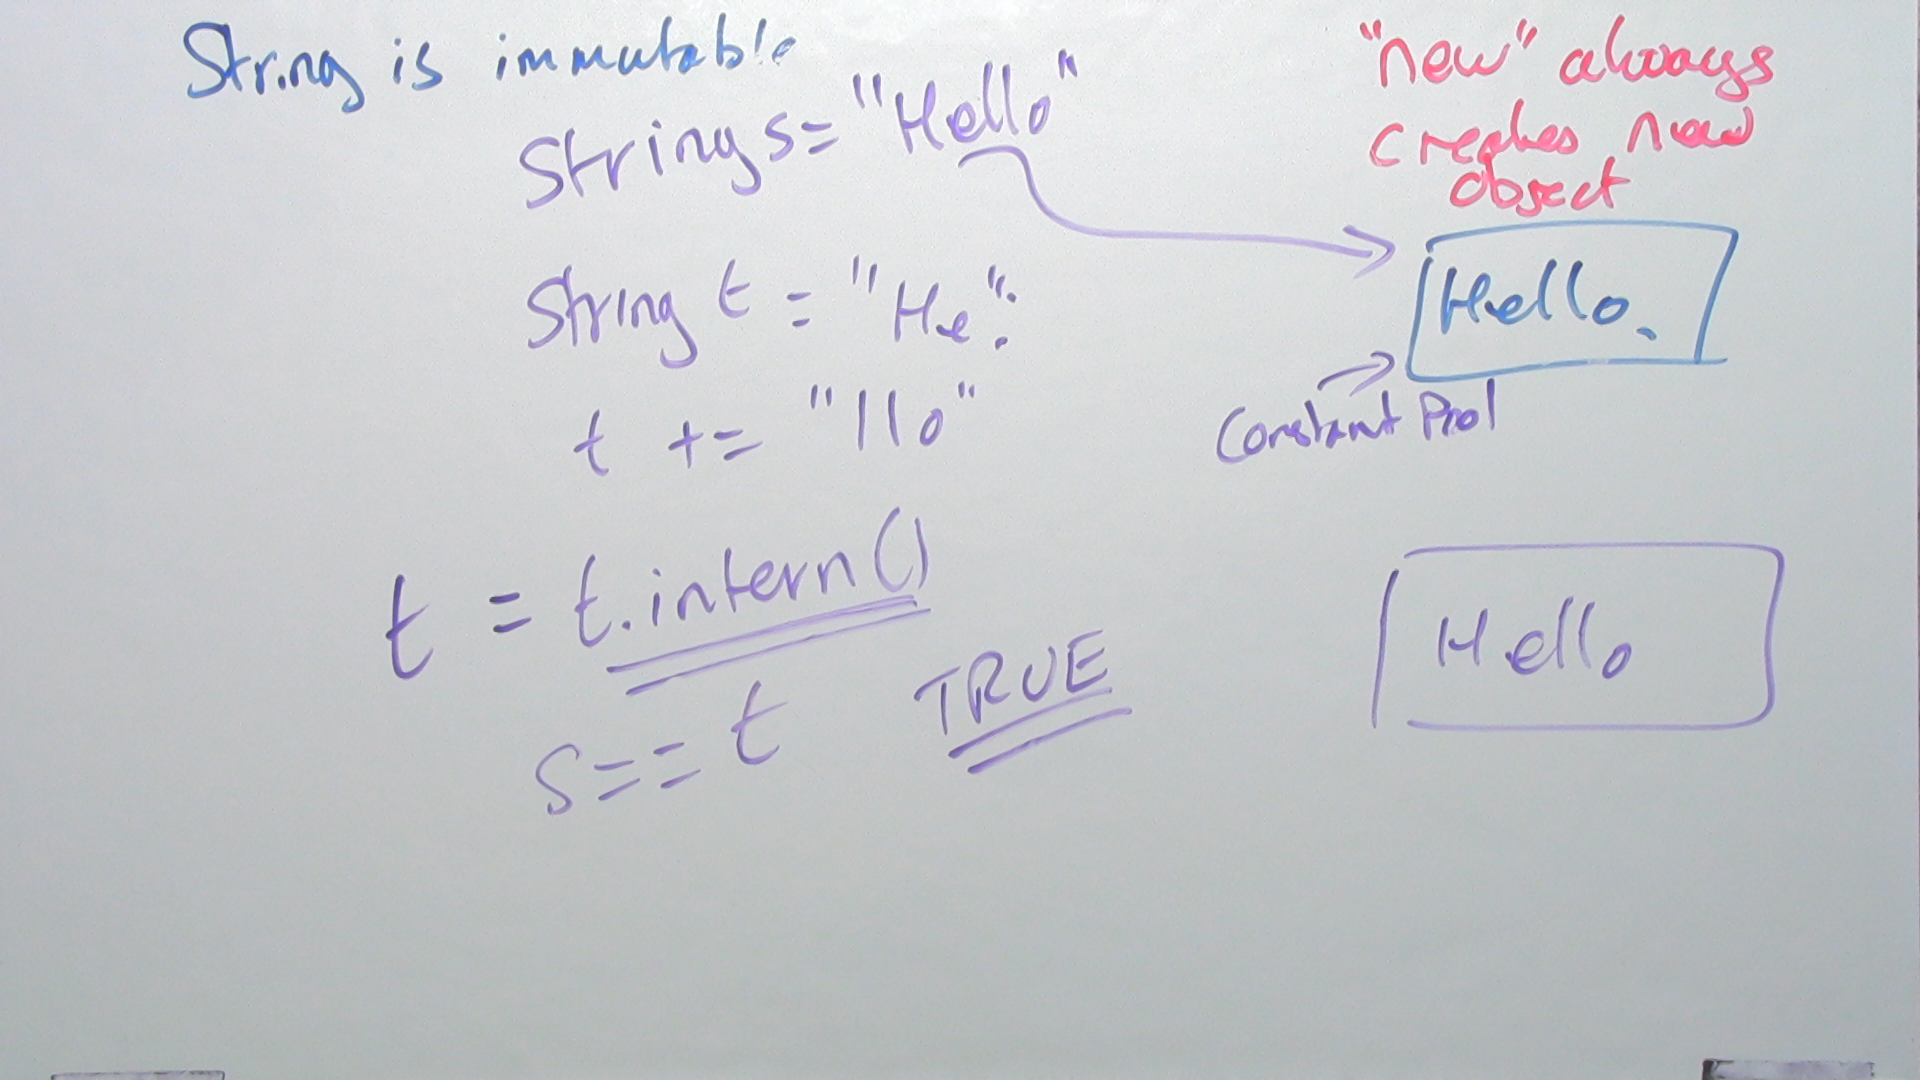 String is immutable
String s = "Hello"
String t = "He";
t += "llo"
t = t.intern()
s == t TRUE
"new" always
creates new
object
Hello
Constant Pool
Hello